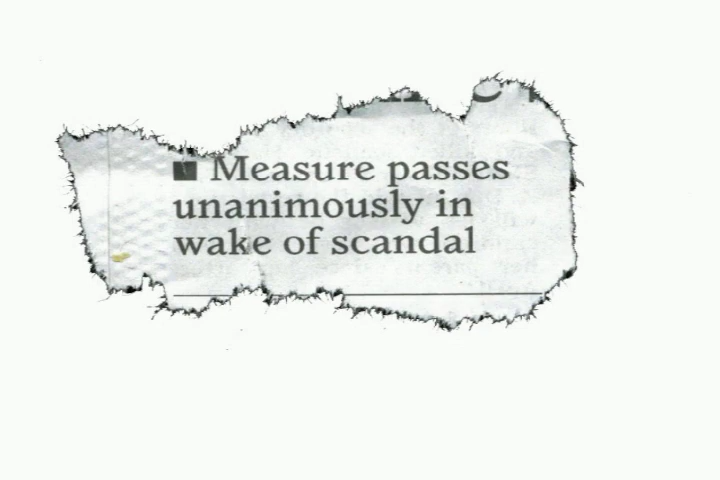 ■ Measure passes
unanimously in
wake of scandal